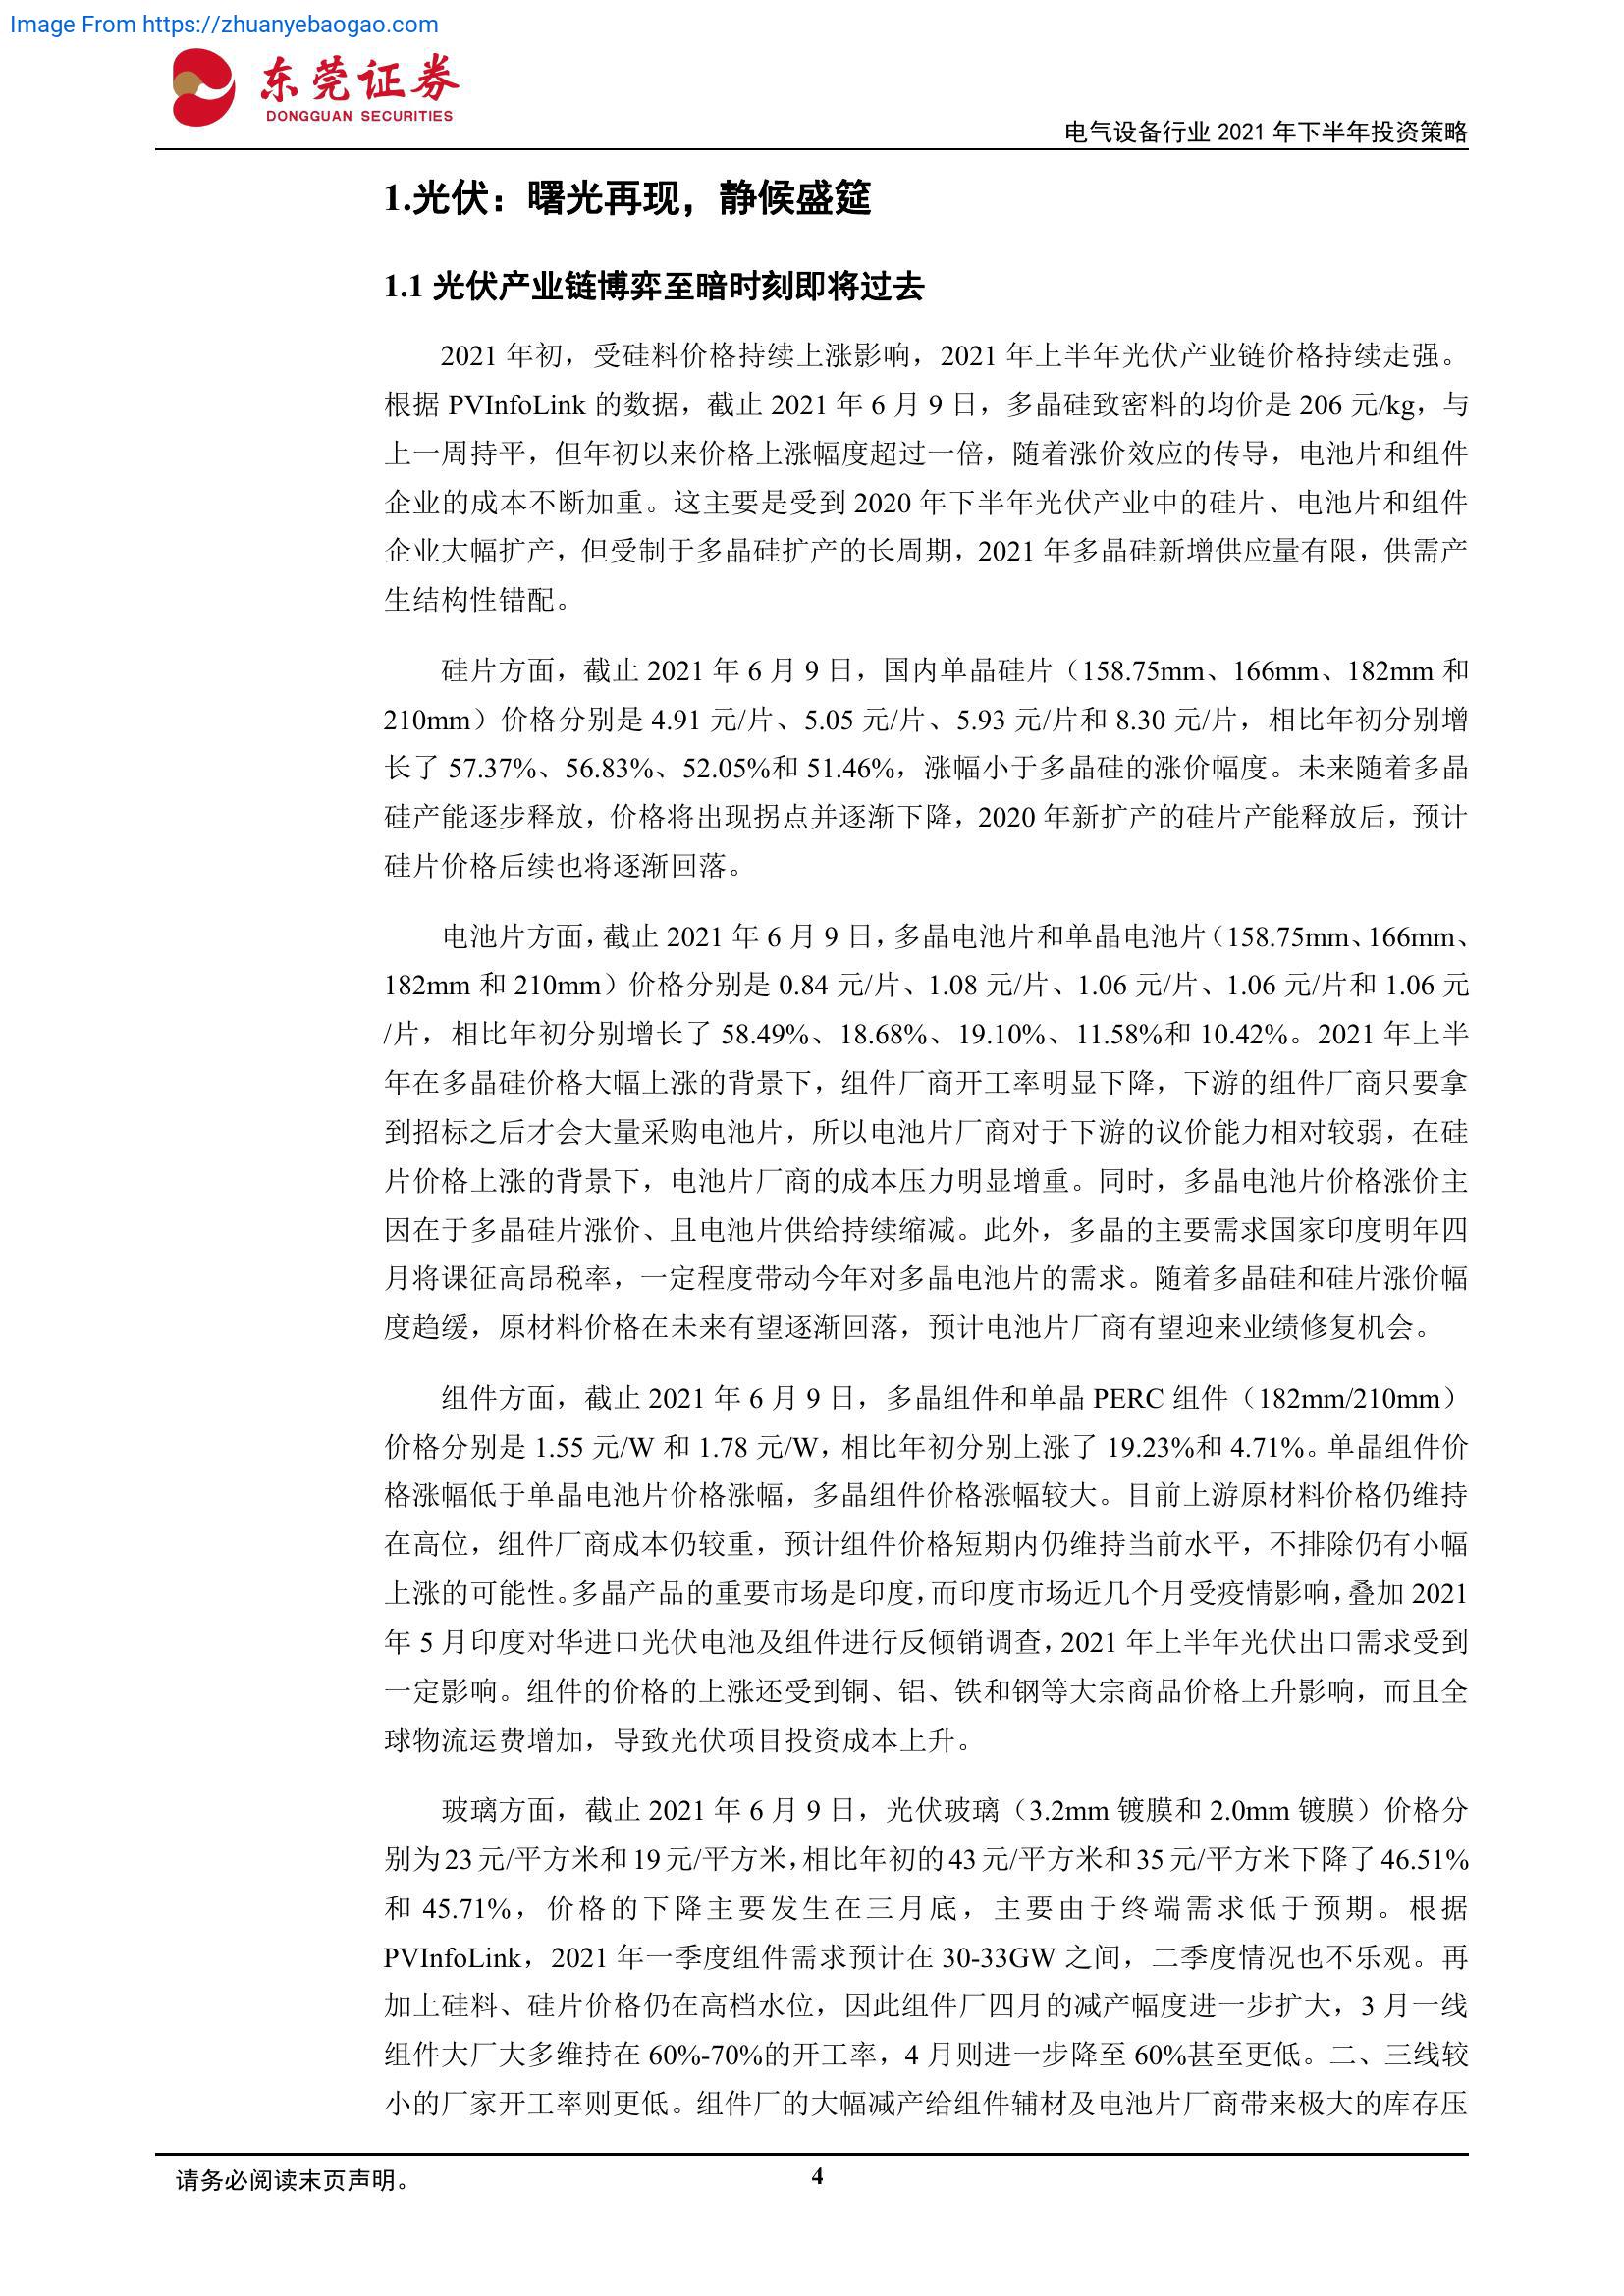 Image From https://zhuanyebaogao.com
东莞证券
DONGGUAN SECURITIES
电气设备行业 2021 年下半年投资策略
1.光伏：曙光再现，静候盛筵
1.1 光伏产业链博弈至暗时刻即将过去
2021 年初，受硅料价格持续上涨影响，2021 年上半年光伏产业链价格持续走强。
根据 PVInfoLink 的数据，截止 2021 年 6 月 9 日，多晶硅致密料的均价是 206 元/kg，与
上一周持平，但年初以来价格上涨幅度超过一倍，随着涨价效应的传导，电池片和组件
企业的成本不断加重。这主要是受到 2020 年下半年光伏产业中的硅片、电池片和组件
企业大幅扩产，但受制于多晶硅扩产的长周期，2021 年多晶硅新增供应量有限，供需产
生结构性错配。
硅片方面，截止 2021 年 6 月 9 日，国内单晶硅片（158.75mm、166mm、182mm 和
210mm）价格分别是 4.91 元/片、5.05 元/片、5.93 元/片和 8.30 元/片，相比年初分别增
长了 57.37%、56.83%、52.05%和 51.46%，涨幅小于多晶硅的涨价幅度。未来随着多晶
硅产能逐步释放，价格将出现拐点并逐渐下降，2020 年新扩产的硅片产能释放后，预计
硅片价格后续也将逐渐回落。
电池片方面，截止 2021 年 6 月 9 日，多晶电池片和单晶电池片（158.75mm、166mm、
182mm 和 210mm）价格分别是 0.84 元/片、1.08 元/片、1.06 元/片、1.06 元/片和 1.06 元
/片，相比年初分别增长了 58.49%、18.68%、19.10%、11.58%和 10.42%。2021 年上半
年在多晶硅价格大幅上涨的背景下，组件厂商开工率明显下降，下游的组件厂商只要拿
到招标之后才会大量采购电池片，所以电池片厂商对于下游的议价能力相对较弱，在硅
片价格上涨的背景下，电池片厂商的成本压力明显增重。同时，多晶电池片价格涨价主
因在于多晶硅片涨价、且电池片供给持续缩减。此外，多晶的主要需求国家印度明年四
月将课征高昂税率，一定程度带动今年对多晶电池片的需求。随着多晶硅和硅片涨价幅
度趋缓，原材料价格在未来有望逐渐回落，预计电池片厂商有望迎来业绩修复机会。
组件方面，截止 2021 年 6 月 9 日，多晶组件和单晶 PERC 组件（182mm/210mm）
价格分别是 1.55 元/W 和 1.78 元/W，相比年初分别上涨了 19.23%和 4.71%。单晶组件价
格涨幅低于单晶电池片价格涨幅，多晶组件价格涨幅较大。目前上游原材料价格仍维持
在高位，组件厂商成本仍较重，预计组件价格短期内仍维持当前水平，不排除仍有小幅
上涨的可能性。多晶产品的重要市场是印度，而印度市场近几个月受疫情影响，叠加 2021
年 5 月印度对华进口光伏电池及组件进行反倾销调查，2021 年上半年光伏出口需求受到
一定影响。组件的价格的上涨还受到铜、铝、铁和钢等大宗商品价格上升影响，而且全
球物流运费增加，导致光伏项目投资成本上升。
玻璃方面，截止 2021 年 6 月 9 日，光伏玻璃（3.2mm 镀膜和 2.0mm 镀膜）价格分
别为 23 元/平方米和 19 元/平方米，相比年初的 43 元/平方米和 35 元/平方米下降了 46.51%
和 45.71%，价格的下降主要发生在三月底，主要由于终端需求低于预期。根据
PVInfoLink，2021 年一季度组件需求预计在 30-33GW 之间，二季度情况也不乐观。再
加上硅料、硅片价格仍在高档水位，因此组件厂四月的减产幅度进一步扩大，3 月一线
组件大厂大多维持在 60%-70%的开工率，4 月则进一步降至 60%甚至更低。二、三线较
小的厂家开工率则更低。组件厂的大幅减产给组件辅材及电池片厂商带来极大的库存压
请务必阅读末页声明。
4